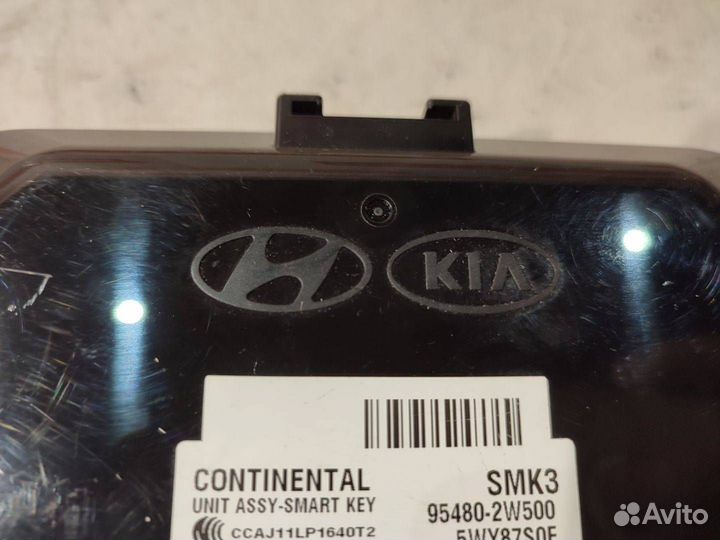 KIA
CONTINENTAL SMK3
UNIT ASSY-SMART KEY 95480-2W500
CCAJ11LP1640T2
Avito